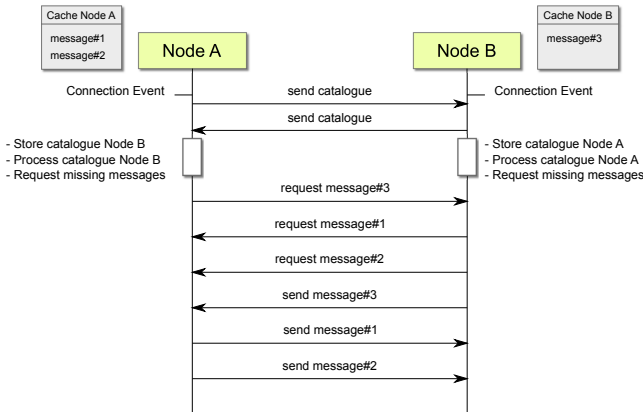 Cache Node A
message#1
message#2
Node A
Node B
Cache Node B
message#3
Connection Event
send catalogue
Connection Event
send catalogue
- Store catalogue Node B
- Process catalogue Node B
- Request missing messages
- Store catalogue Node A
- Process catalogue Node A
- Request missing messages
request message#3
request message#1
request message#2
send message#3
send message#1
send message#2